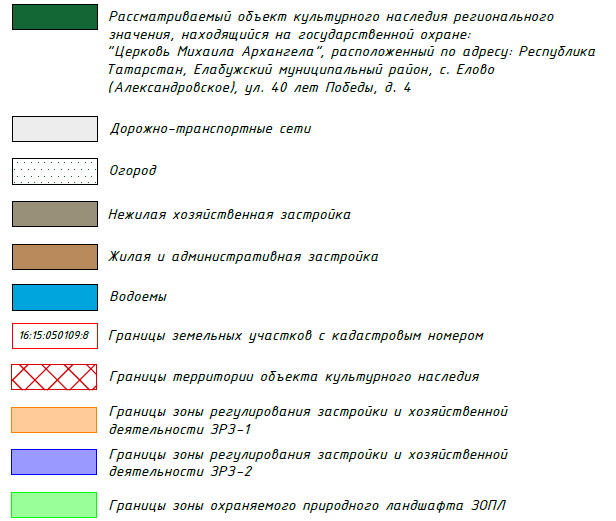 Рассматриваемый объект культурного наследия регионального
значения, находящийся на государственной охране:
"Церковь Михаила Архангела", расположенный по адресу: Республика
Татарстан, Елабужский муниципальный район, с. Елово
(Александровское), ул. 40 лет Победы, д. 4
Дорожно-транспортные сети
Огород
Нежилая хозяйственная застройка
Жилая и административная застройка
Водоемы
16:15:050109:8 Границы земельных участков с кадастровым номером
Границы территории объекта культурного наследия
Границы зоны регулирования застройки и хозяйственной
деятельности ЗРЗ-1
Границы зоны регулирования застройки и хозяйственной
деятельности ЗРЗ-2
Границы зоны охраняемого природного ландшафта ЗОПЛ